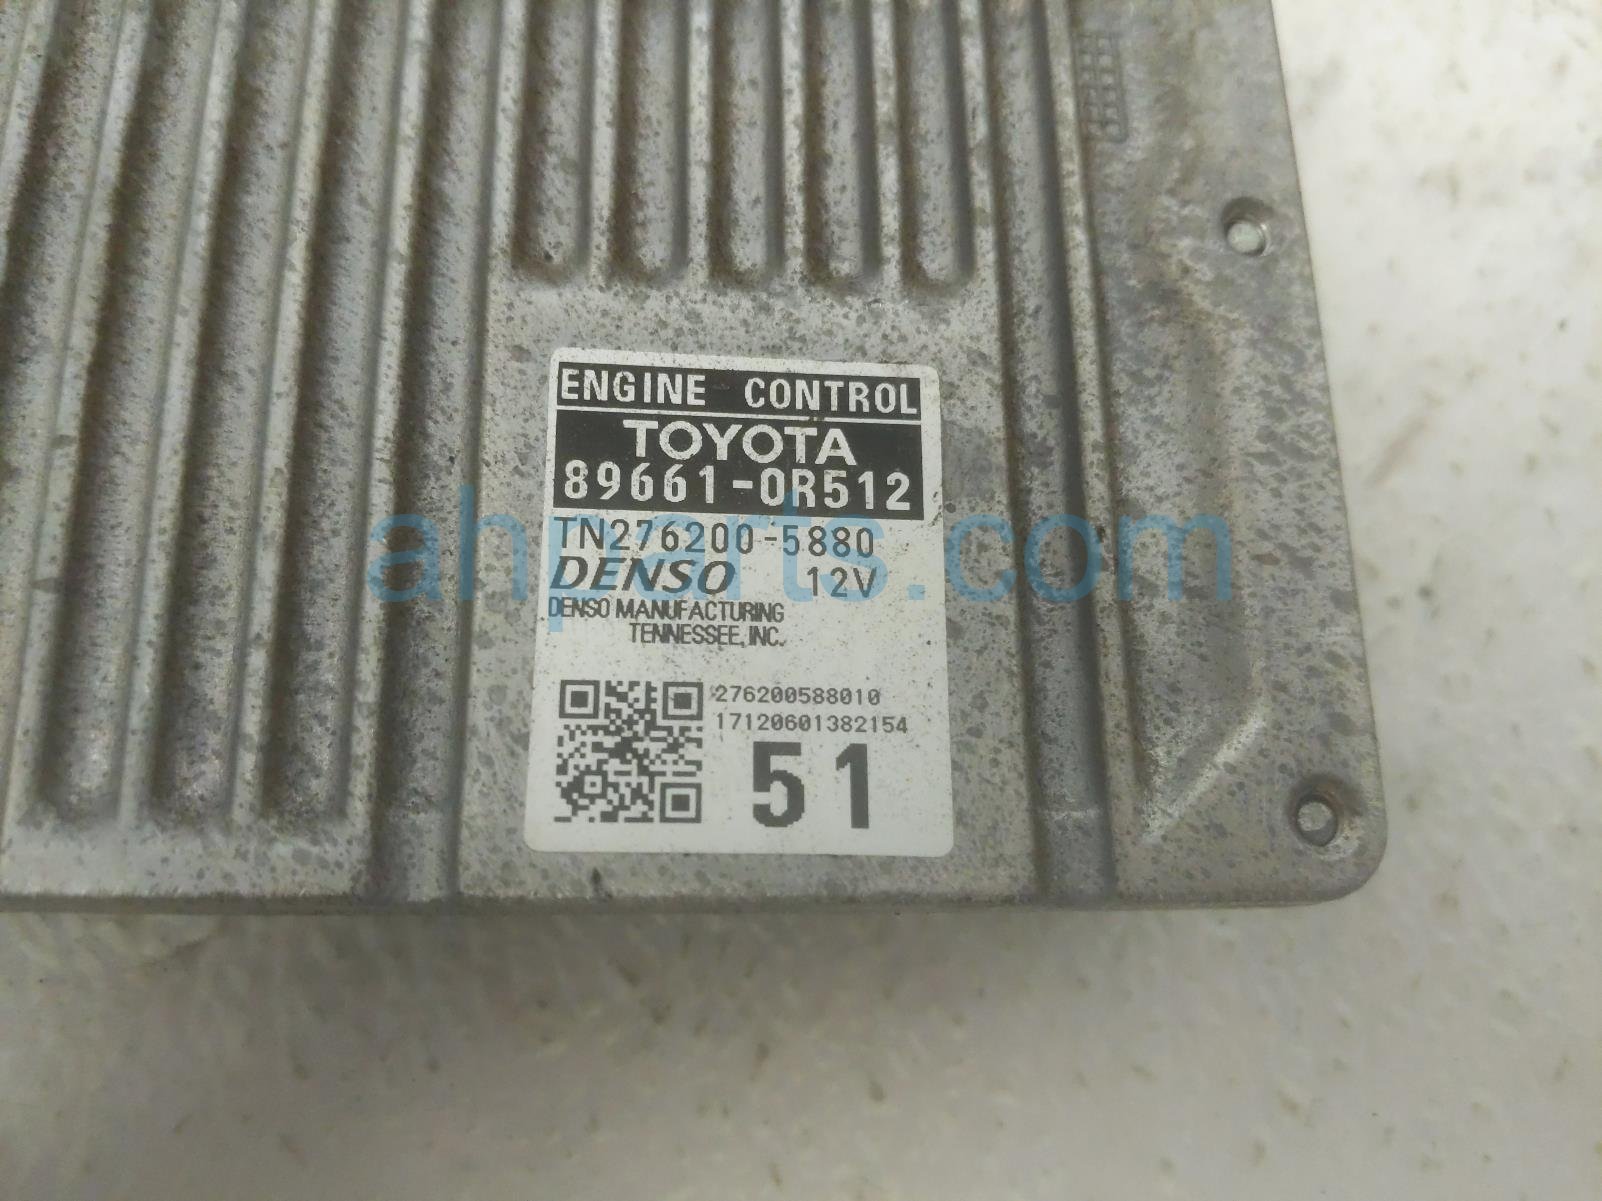 ENGINE CONTROL
TOYOTA
89661-0R512
TN276200-5880
DENSO 12V
DENSO MANUFACTURING
TENNESSEE, INC.
276200588010
17120601382154
51
ahparts.com